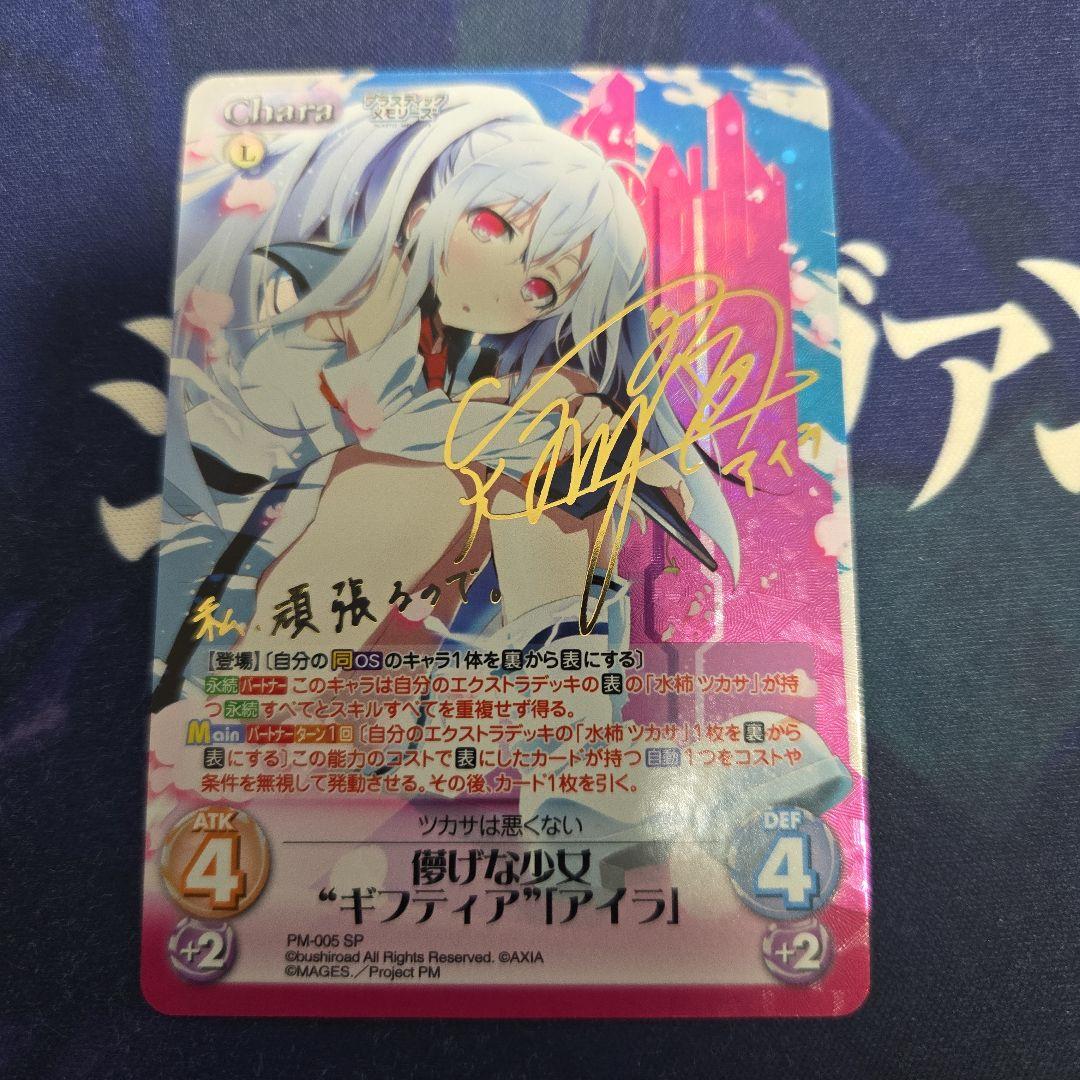 Chara
プラスティック
メモリーズ
L
アイラ
私、頑張るので。
【登場】〔自分の同OSのキャラ1体を裏から表にする〕
永続 パートナー このキャラは自分のエクストラデッキの表の「水柿 ツカサ」が持
つ永続すべてとスキルすべてを重複せず得る。
Main パートナー ターン1回 〔自分のエクストラデッキの「水柿 ツカサ」1枚を裏から
表にする〕この能力のコストで表にしたカードが持つ 自動 1つをコストや
条件を無視して発動させる。その後、カード1枚を引く。
ATK
4
+2
ツカサは悪くない
儚げな少女
“ギフティア”「アイラ」
DEF
4
+2
PM-005 SP
©bushiroad All Rights Reserved. ©AXIA
©MAGES.／Project PM